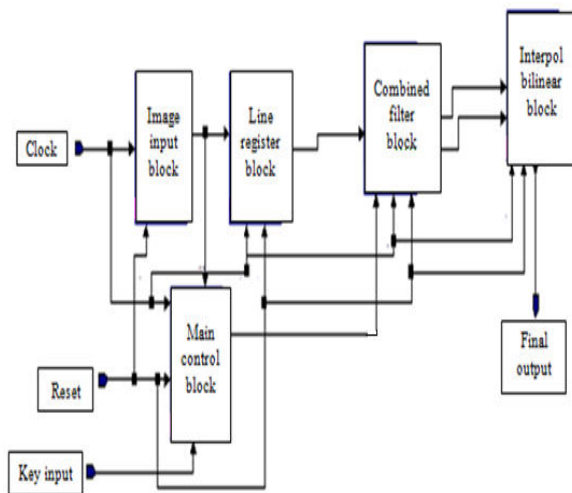 Interpol
bilinear
block
Combined
filter
block
Image
input
block
Line
register
block
Clock
Main
control
block
Final
output
Reset
Key input